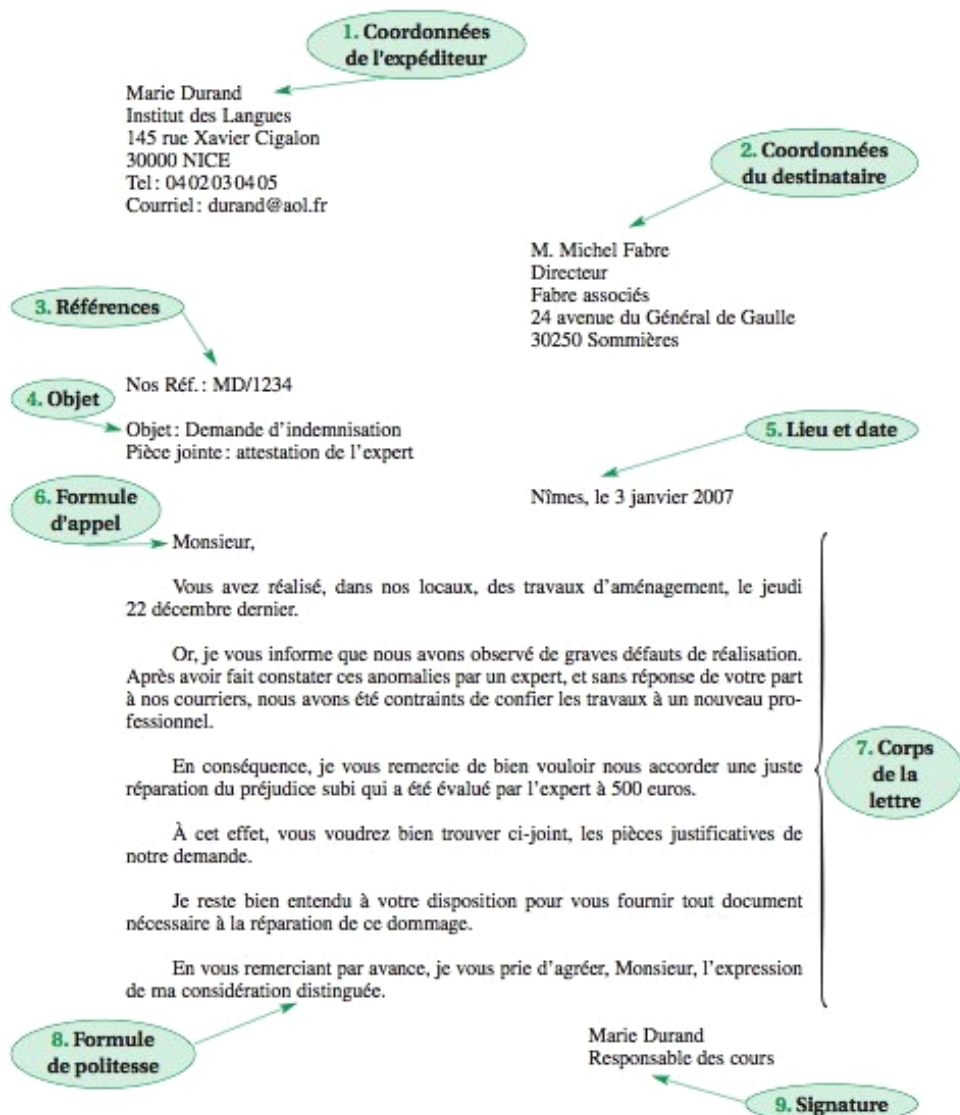 1. Coordonnées
de l'expéditeur
Marie Durand
Institut des Langues
145 rue Xavier Cigalon
30000 NICE
Tel : 04 02 03 04 05
Courriel : durand@aol.fr
2. Coordonnées
du destinataire
M. Michel Fabre
Directeur
Fabre associés
24 avenue du Général de Gaulle
30250 Sommières
3. Références
Nos Réf. : MD/1234
4. Objet
Objet : Demande d'indemnisation
Pièce jointe : attestation de l'expert
5. Lieu et date
Nîmes, le 3 janvier 2007
6. Formule
d'appel
Monsieur,
Vous avez réalisé, dans nos locaux, des travaux d'aménagement, le jeudi
22 décembre dernier.
Or, je vous informe que nous avons observé de graves défauts de réalisation.
Après avoir fait constater ces anomalies par un expert, et sans réponse de votre part
à nos courriers, nous avons été contraints de confier les travaux à un nouveau pro-
fessionnel.
En conséquence, je vous remercie de bien vouloir nous accorder une juste
réparation du préjudice subi qui a été évalué par l'expert à 500 euros.
À cet effet, vous voudrez bien trouver ci-joint, les pièces justificatives de
notre demande.
Je reste bien entendu à votre disposition pour vous fournir tout document
nécessaire à la réparation de ce dommage.
En vous remerciant par avance, je vous prie d'agréer, Monsieur, l'expression
de ma considération distinguée.
7. Corps
de la
lettre
8. Formule
de politesse
Marie Durand
Responsable des cours
9. Signature